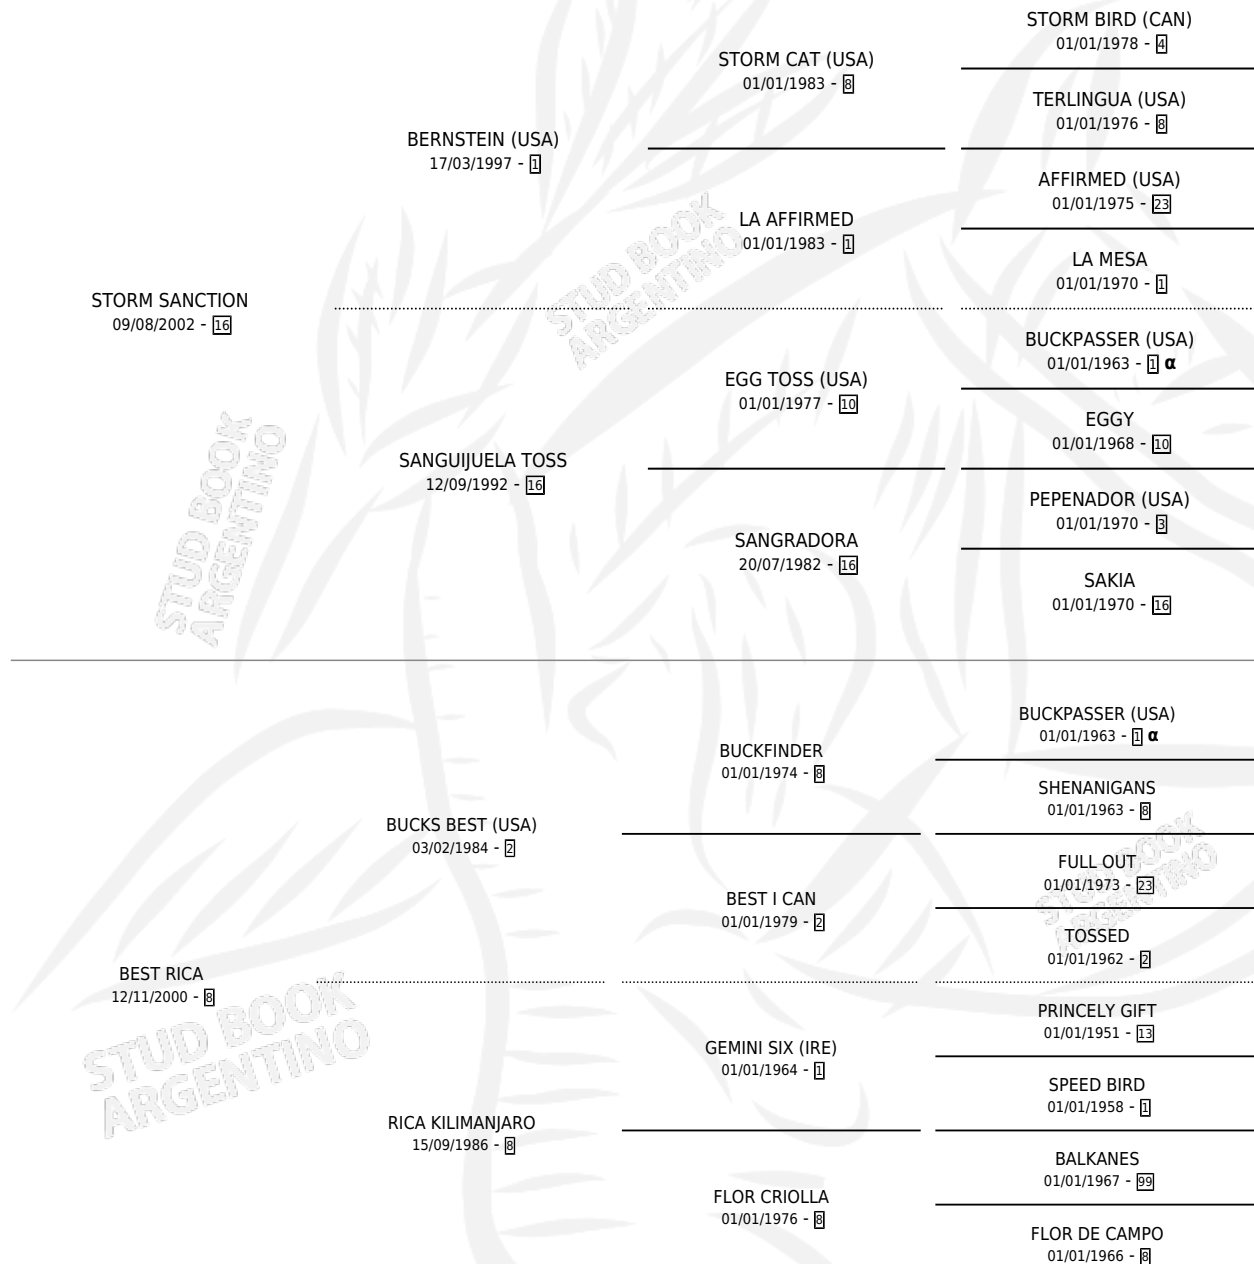 STORM BIRD (CAN)
01/01/1978 - 4
STORM CAT (USA)
01/01/1983 - 8
TERLINGUA (USA)
01/01/1976 - 8
BERNSTEIN (USA)
17/03/1997 - 1
AFFIRMED (USA)
01/01/1975 - 23
LA AFFIRMED
01/01/1983 - 1
LA MESA
01/01/1970 - 1
STORM SANCTION
09/08/2002 - 16
BUCKPASSER (USA)
01/01/1963 - 1 α
EGG TOSS (USA)
01/01/1977 - 10
EGGY
01/01/1968 - 10
SANGUIJUELA TOSS
12/09/1992 - 16
PEPENADOR (USA)
01/01/1970 - 3
SANGRADORA
20/07/1982 - 16
SAKIA
01/01/1970 - 16
BUCKPASSER (USA)
01/01/1963 - 1 α
BUCKFINDER
01/01/1974 - 8
SHENANIGANS
01/01/1963 - 8
BUCKS BEST (USA)
03/02/1984 - 2
FULL OUT
01/01/1973 - 23
BEST I CAN
01/01/1979 - 2
TOSSED
01/01/1962 - 2
BEST RICA
12/11/2000 - 8
PRINCELY GIFT
01/01/1951 - 13
GEMINI SIX (IRE)
01/01/1964 - 1
SPEED BIRD
01/01/1958 - 1
RICA KILIMANJARO
15/09/1986 - 8
BALKANES
01/01/1967 - 99
FLOR CRIOLLA
01/01/1976 - 8
FLOR DE CAMPO
01/01/1966 - 8
STUD BOOK
ARGENTINO
STUD BOOK
ARGENTINO
STUD BOOK
ARGENTINO
STUD BOOK
ARGENTINO